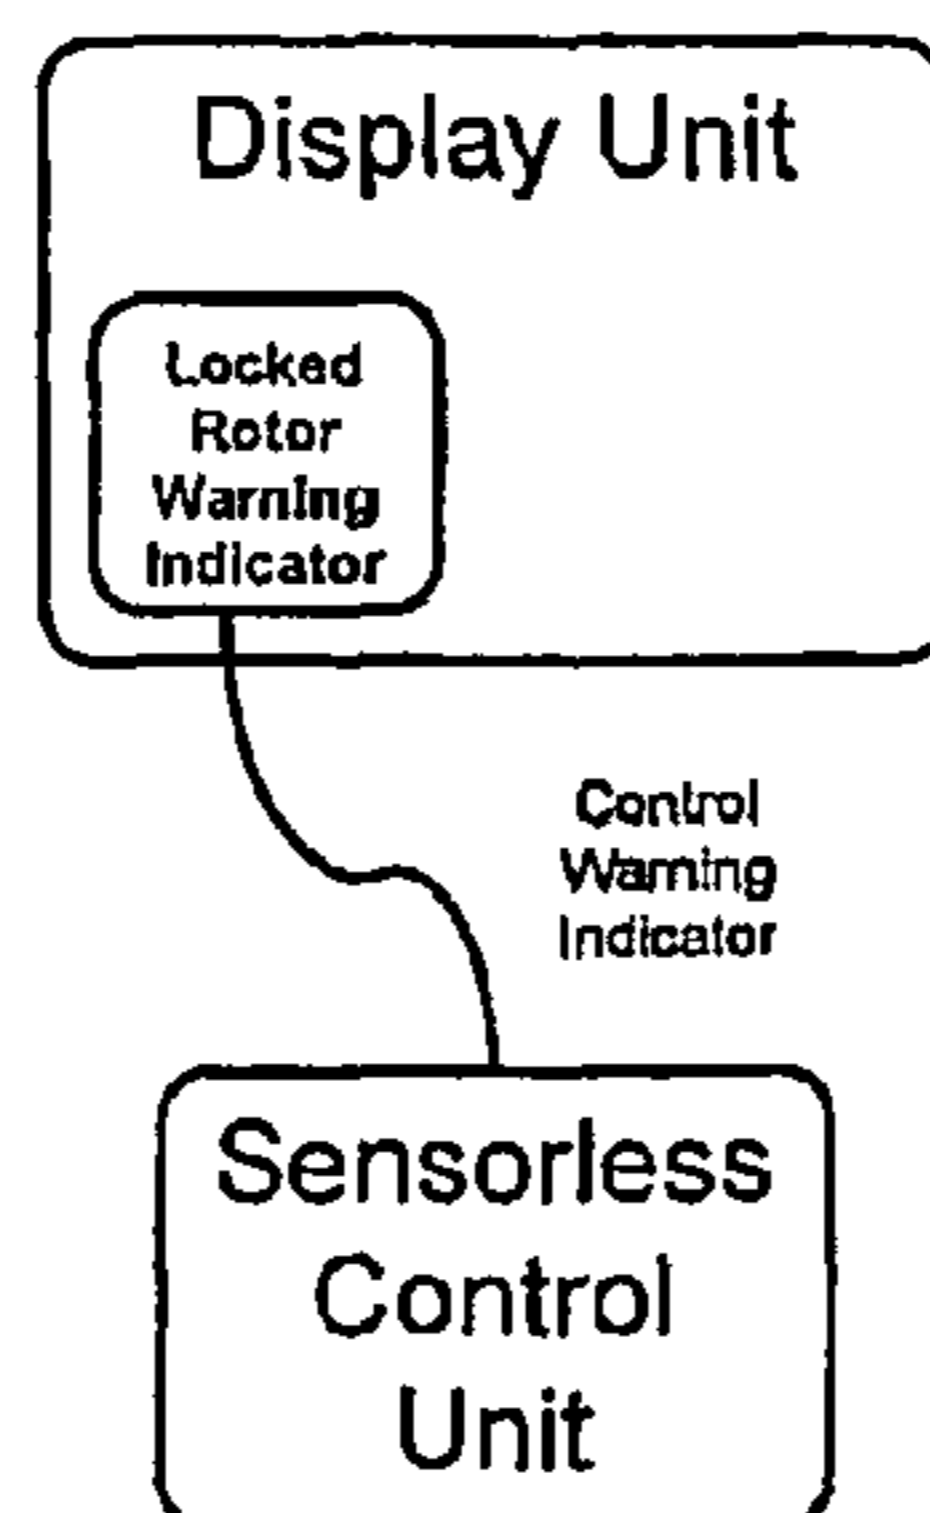 Display Unit
Locked
Rotor
Warning
Indicator
Control
Warning
Indicator
Sensorless
Control
Unit